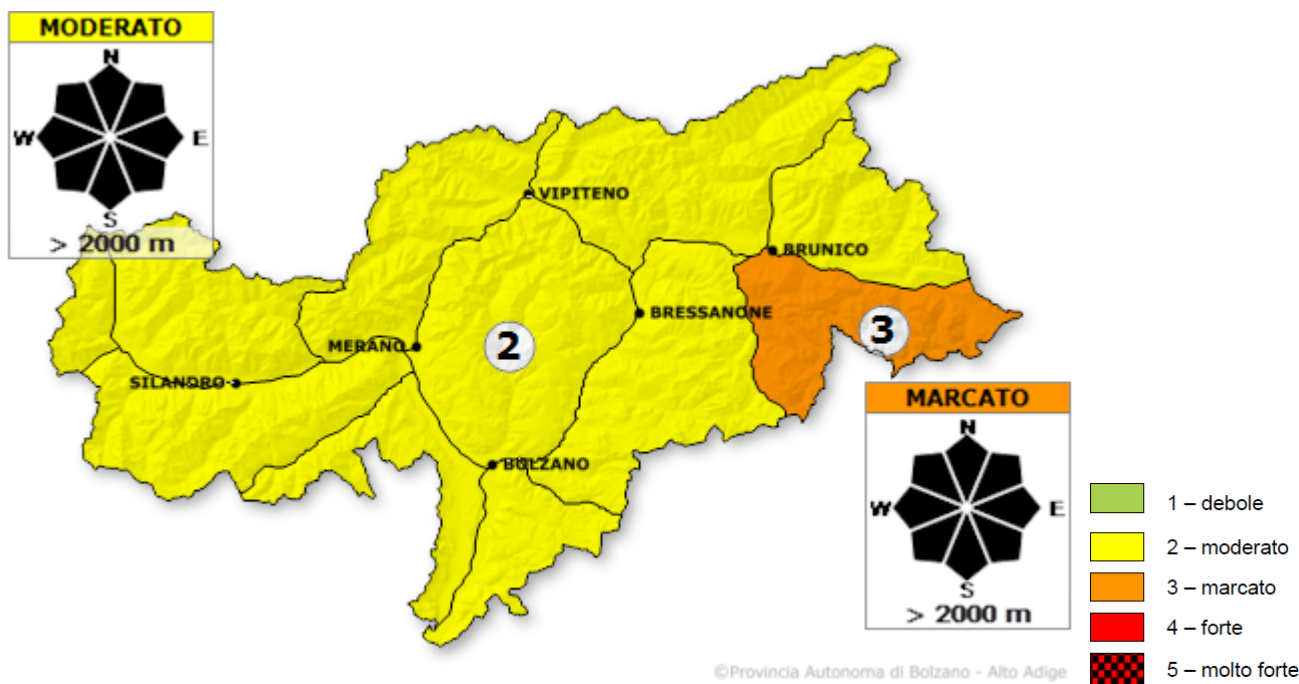 MODERATO
N
W E
S
> 2000 m
VIPITENO
BRUNICO
BRESSANONE
MERANO
2
3
SILANDRO
BOLZANO
MARCATO
N
W E
S
> 2000 m
1 – debole
2 – moderato
3 – marcato
4 – forte
5 – molto forte
©Provincia Autonoma di Bolzano - Alto Adige